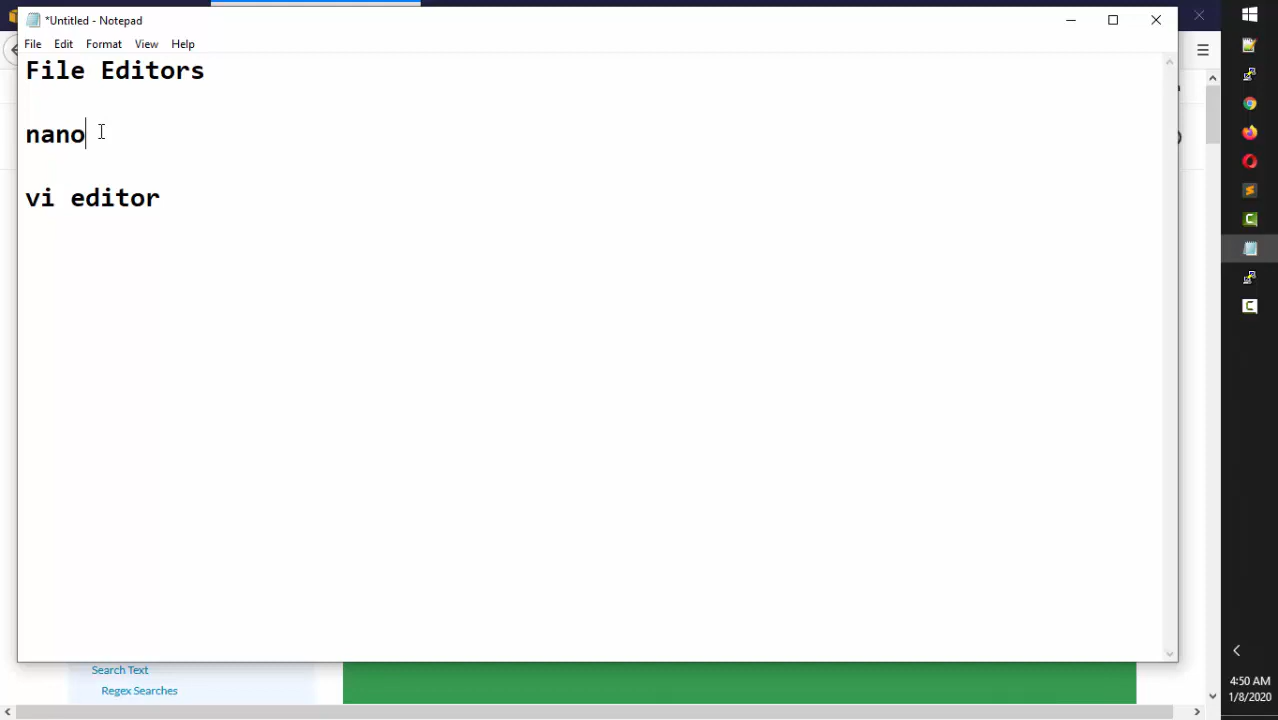 *Untitled - Notepad
File Edit Format View Help
File Editors
nano
vi editor
Search Text
Regex Searches
4:50 AM
1/8/2020